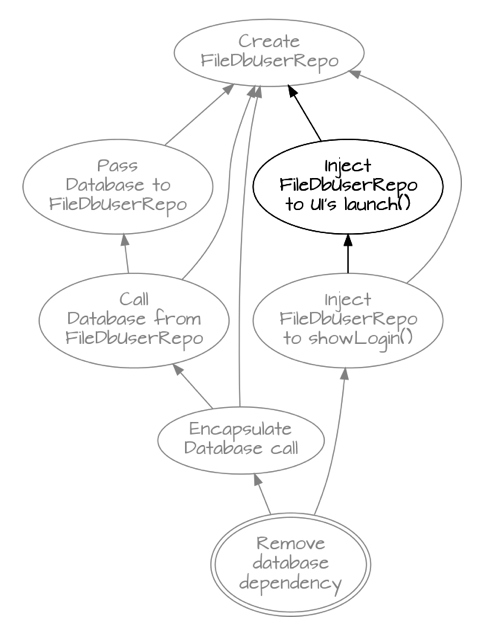 Create
FileDbUserRepo
Pass
Database to
FileDbUserRepo
Inject
FileDbUserRepo
to UI's launch()
Call
Database from
FileDbUserRepo
Inject
FileDbUserRepo
to showLogin()
Encapsulate
Database call
Remove
database
dependency